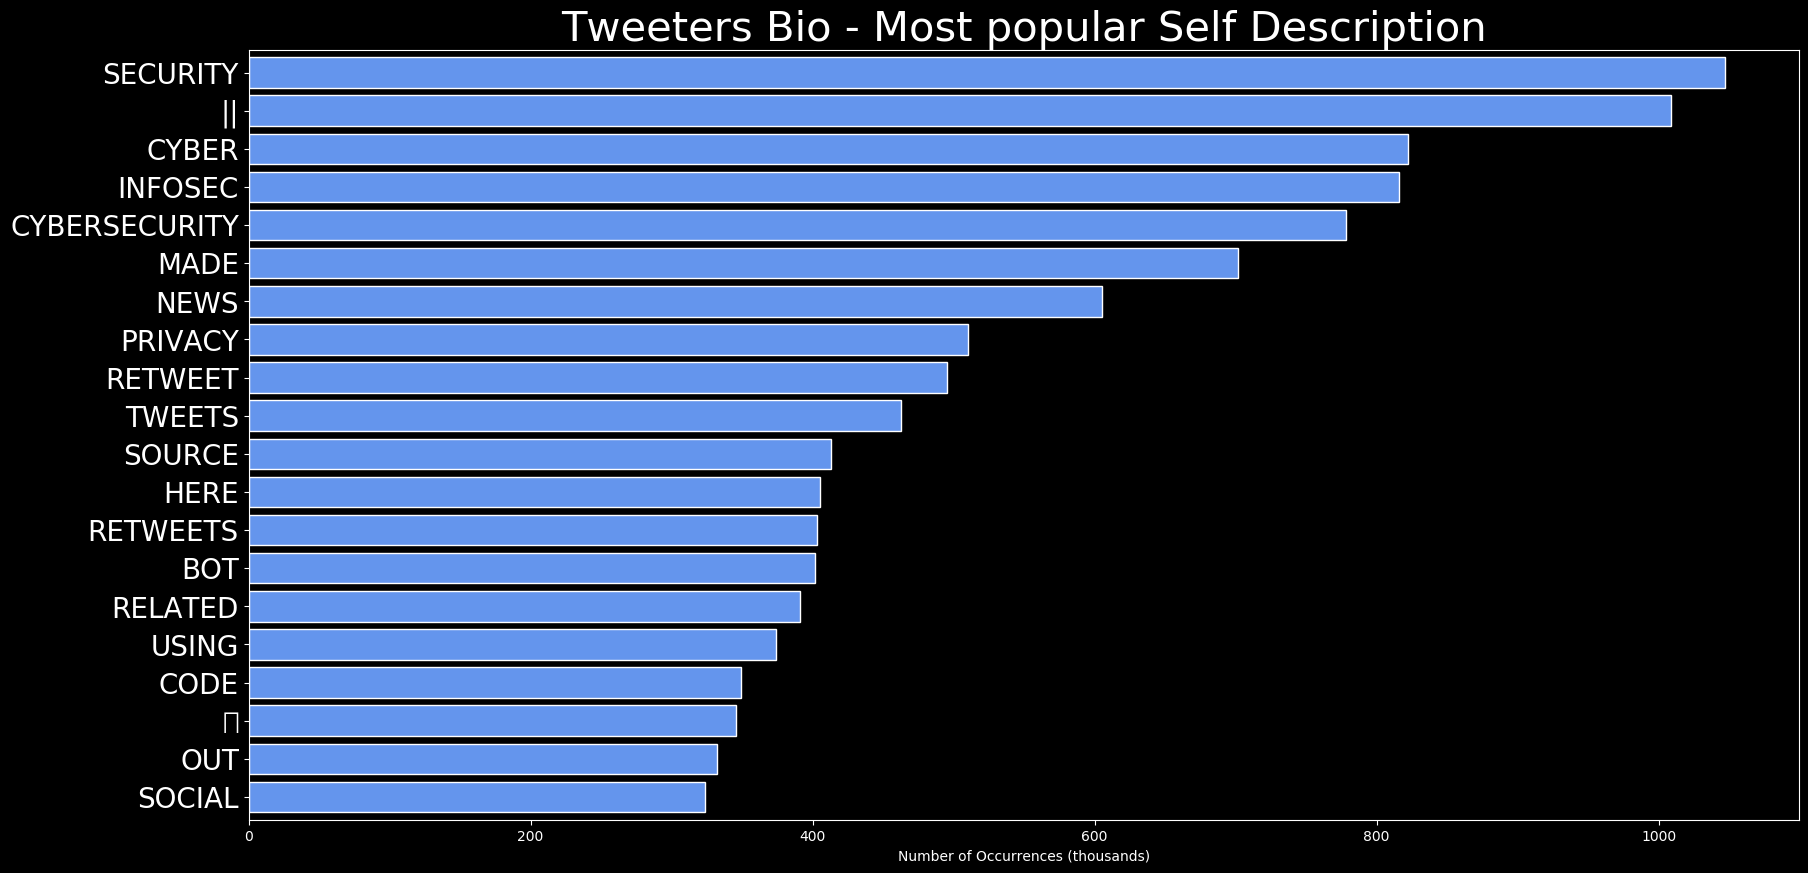 Tweeters Bio - Most popular Self Description
SECURITY
||
CYBER
INFOSEC
CYBERSECURITY
MADE
NEWS
PRIVACY
RETWEET
TWEETS
SOURCE
HERE
RETWEETS
BOT
RELATED
USING
CODE
OUT
SOCIAL
0 200 400 600 800 1000
Number of Occurrences (thousands)